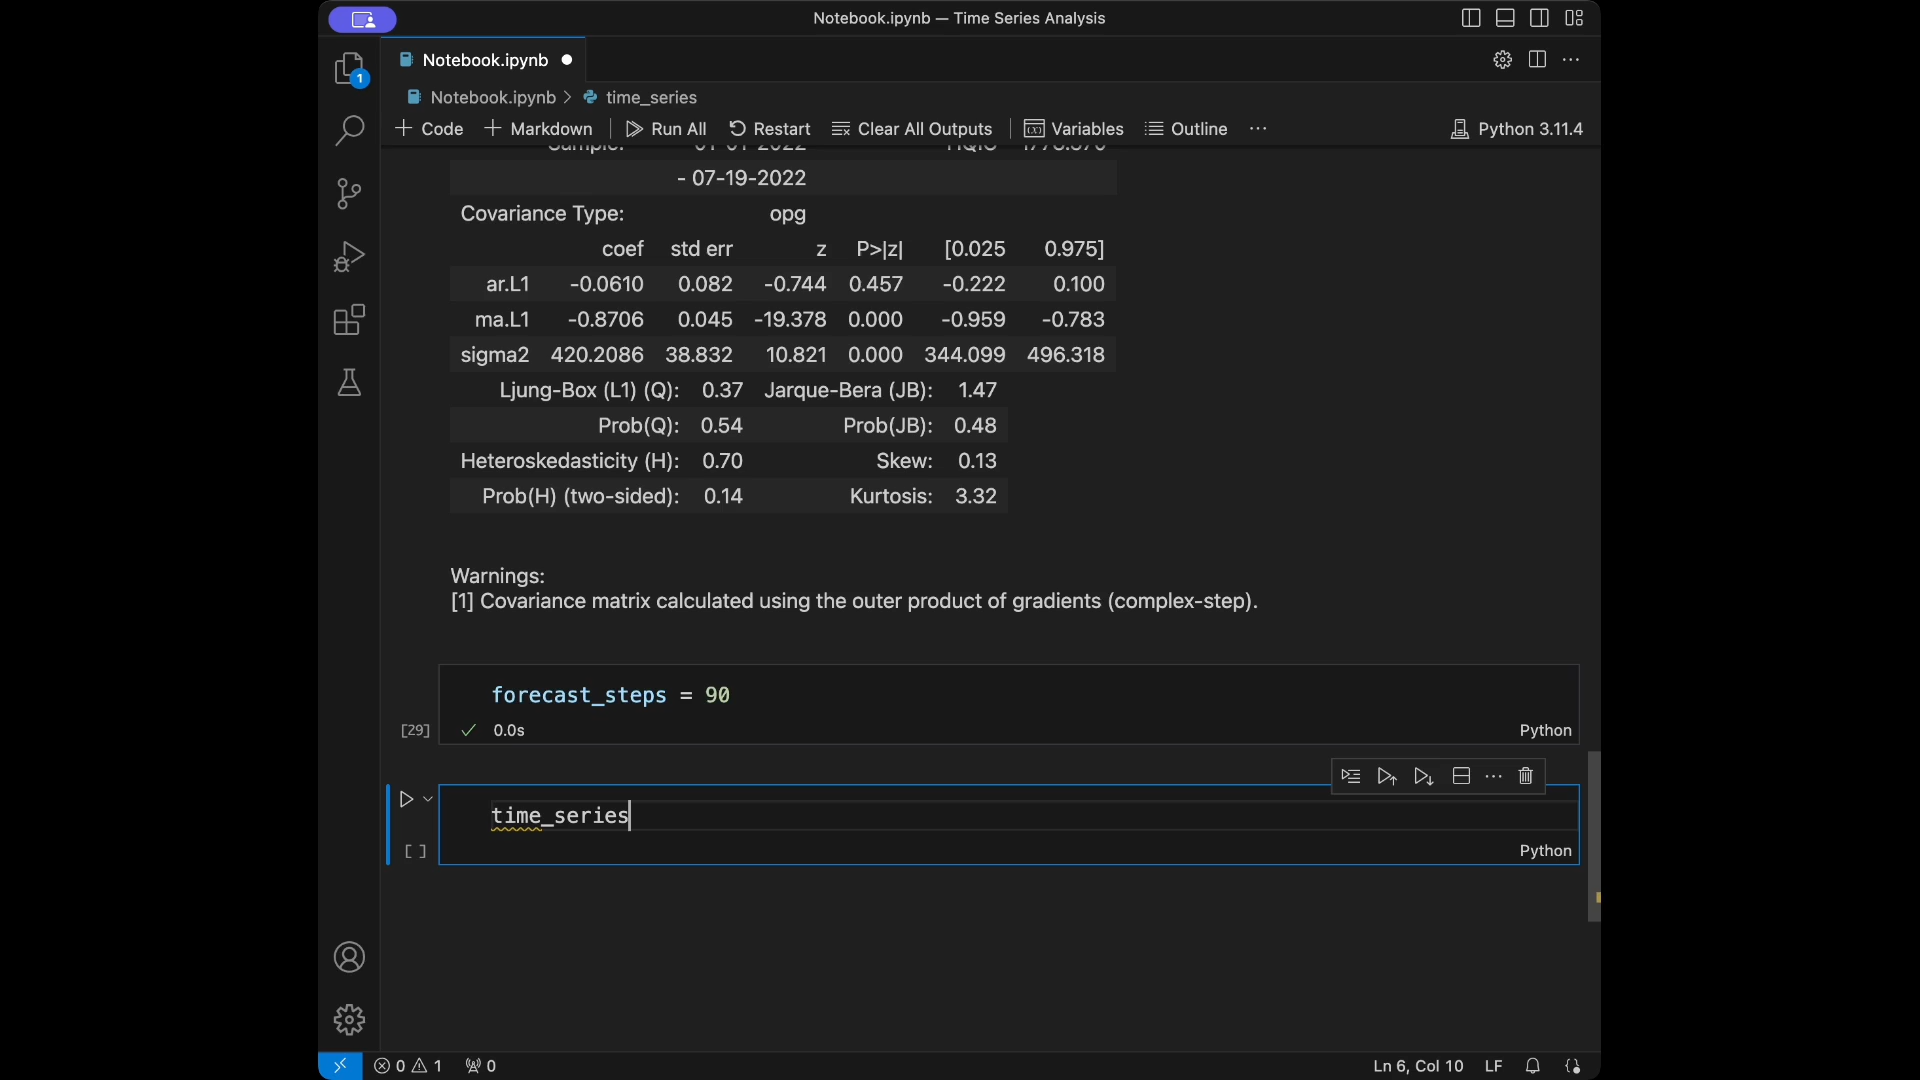 Notebook.ipynb — Time Series Analysis
Notebook.ipynb
1
Notebook.ipynb > time_series
+ Code + Markdown Run All Restart Clear All Outputs Variables Outline ... Python 3.11.4
- 07-19-2022
Covariance Type: opg
coef std err z P>|z| [0.025 0.975]
ar.L1 -0.0610 0.082 -0.744 0.457 -0.222 0.100
ma.L1 -0.8706 0.045 -19.378 0.000 -0.959 -0.783
sigma2 420.2086 38.832 10.821 0.000 344.099 496.318
Ljung-Box (L1) (Q): 0.37 Jarque-Bera (JB): 1.47
Prob(Q): 0.54 Prob(JB): 0.48
Heteroskedasticity (H): 0.70 Skew: 0.13
Prob(H) (two-sided): 0.14 Kurtosis: 3.32
Warnings:
[1] Covariance matrix calculated using the outer product of gradients (complex-step).
forecast_steps = 90
[29] 0.0s Python
time_series
[ ] Python
0 1 0 Ln 6, Col 10 LF